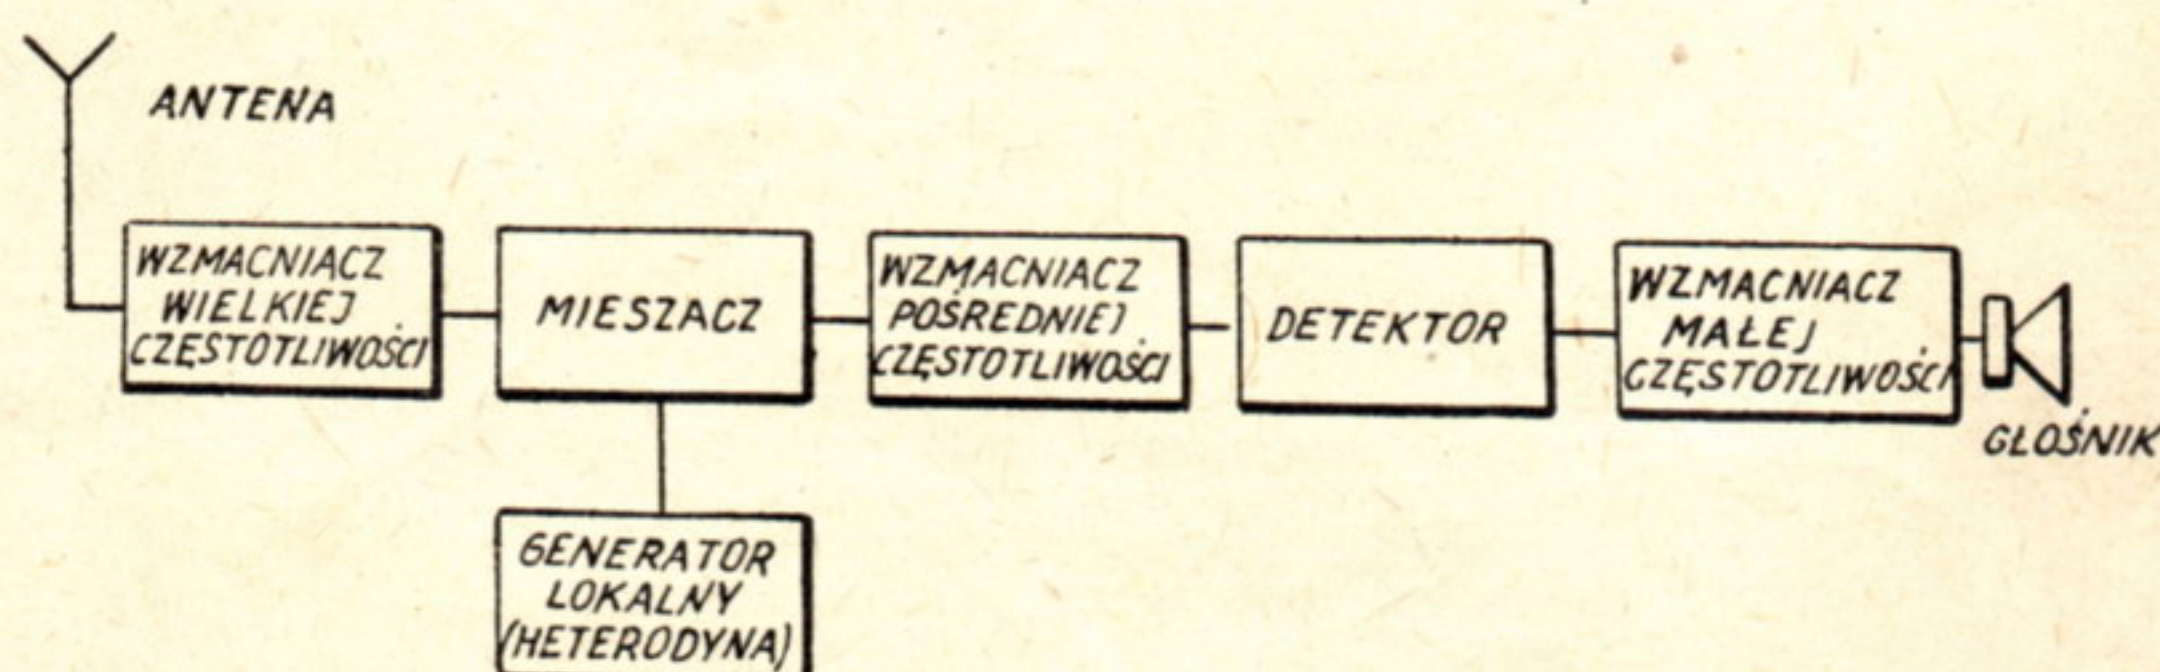 ANTENA
WZMACNIACZ
WIELKIEJ
CZĘSTOTLIWOŚCI
MIESZACZ
WZMACNIACZ
POŚREDNIEJ
CZĘSTOTLIWOŚCI
DETEKTOR
WZMACNIACZ
MAŁEJ
CZĘSTOTLIWOŚCI
GŁOŚNIK
GENERATOR
LOKALNY
(HETERODYNA)